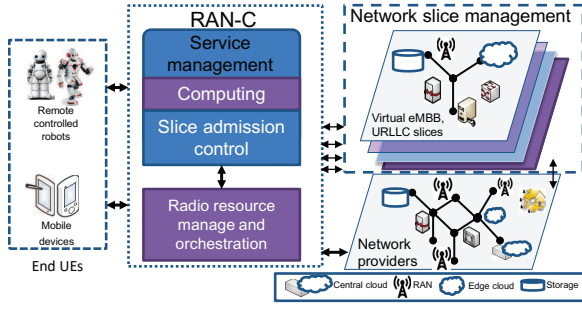 RAN-C
Service
management
Computing
Slice admission
control
Radio resource
manage and
orchestration
Remote
controlled
robots
Mobile
devices
End UEs
Network slice management
Virtual eMBB,
URLLC slices
Network
providers
Central cloud
RAN
Edge cloud
Storage